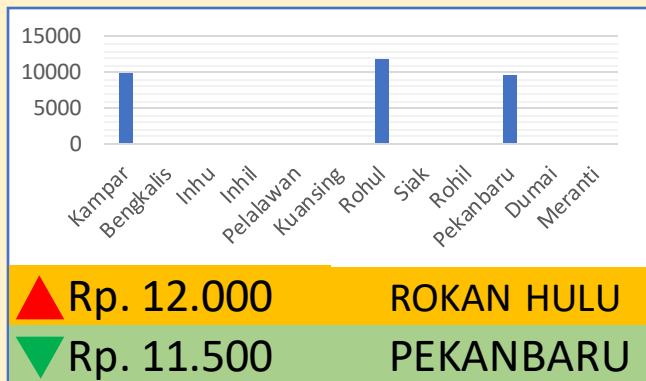 15000
10000
5000
0
Kampar
Bengkalis
Inhu
Inhil
Pelalawan
Kuansing
Rohul
Siak
Rohil
Pekanbaru
Dumai
Meranti
Rp. 12.000 ROKAN HULU
Rp. 11.500 PEKANBARU